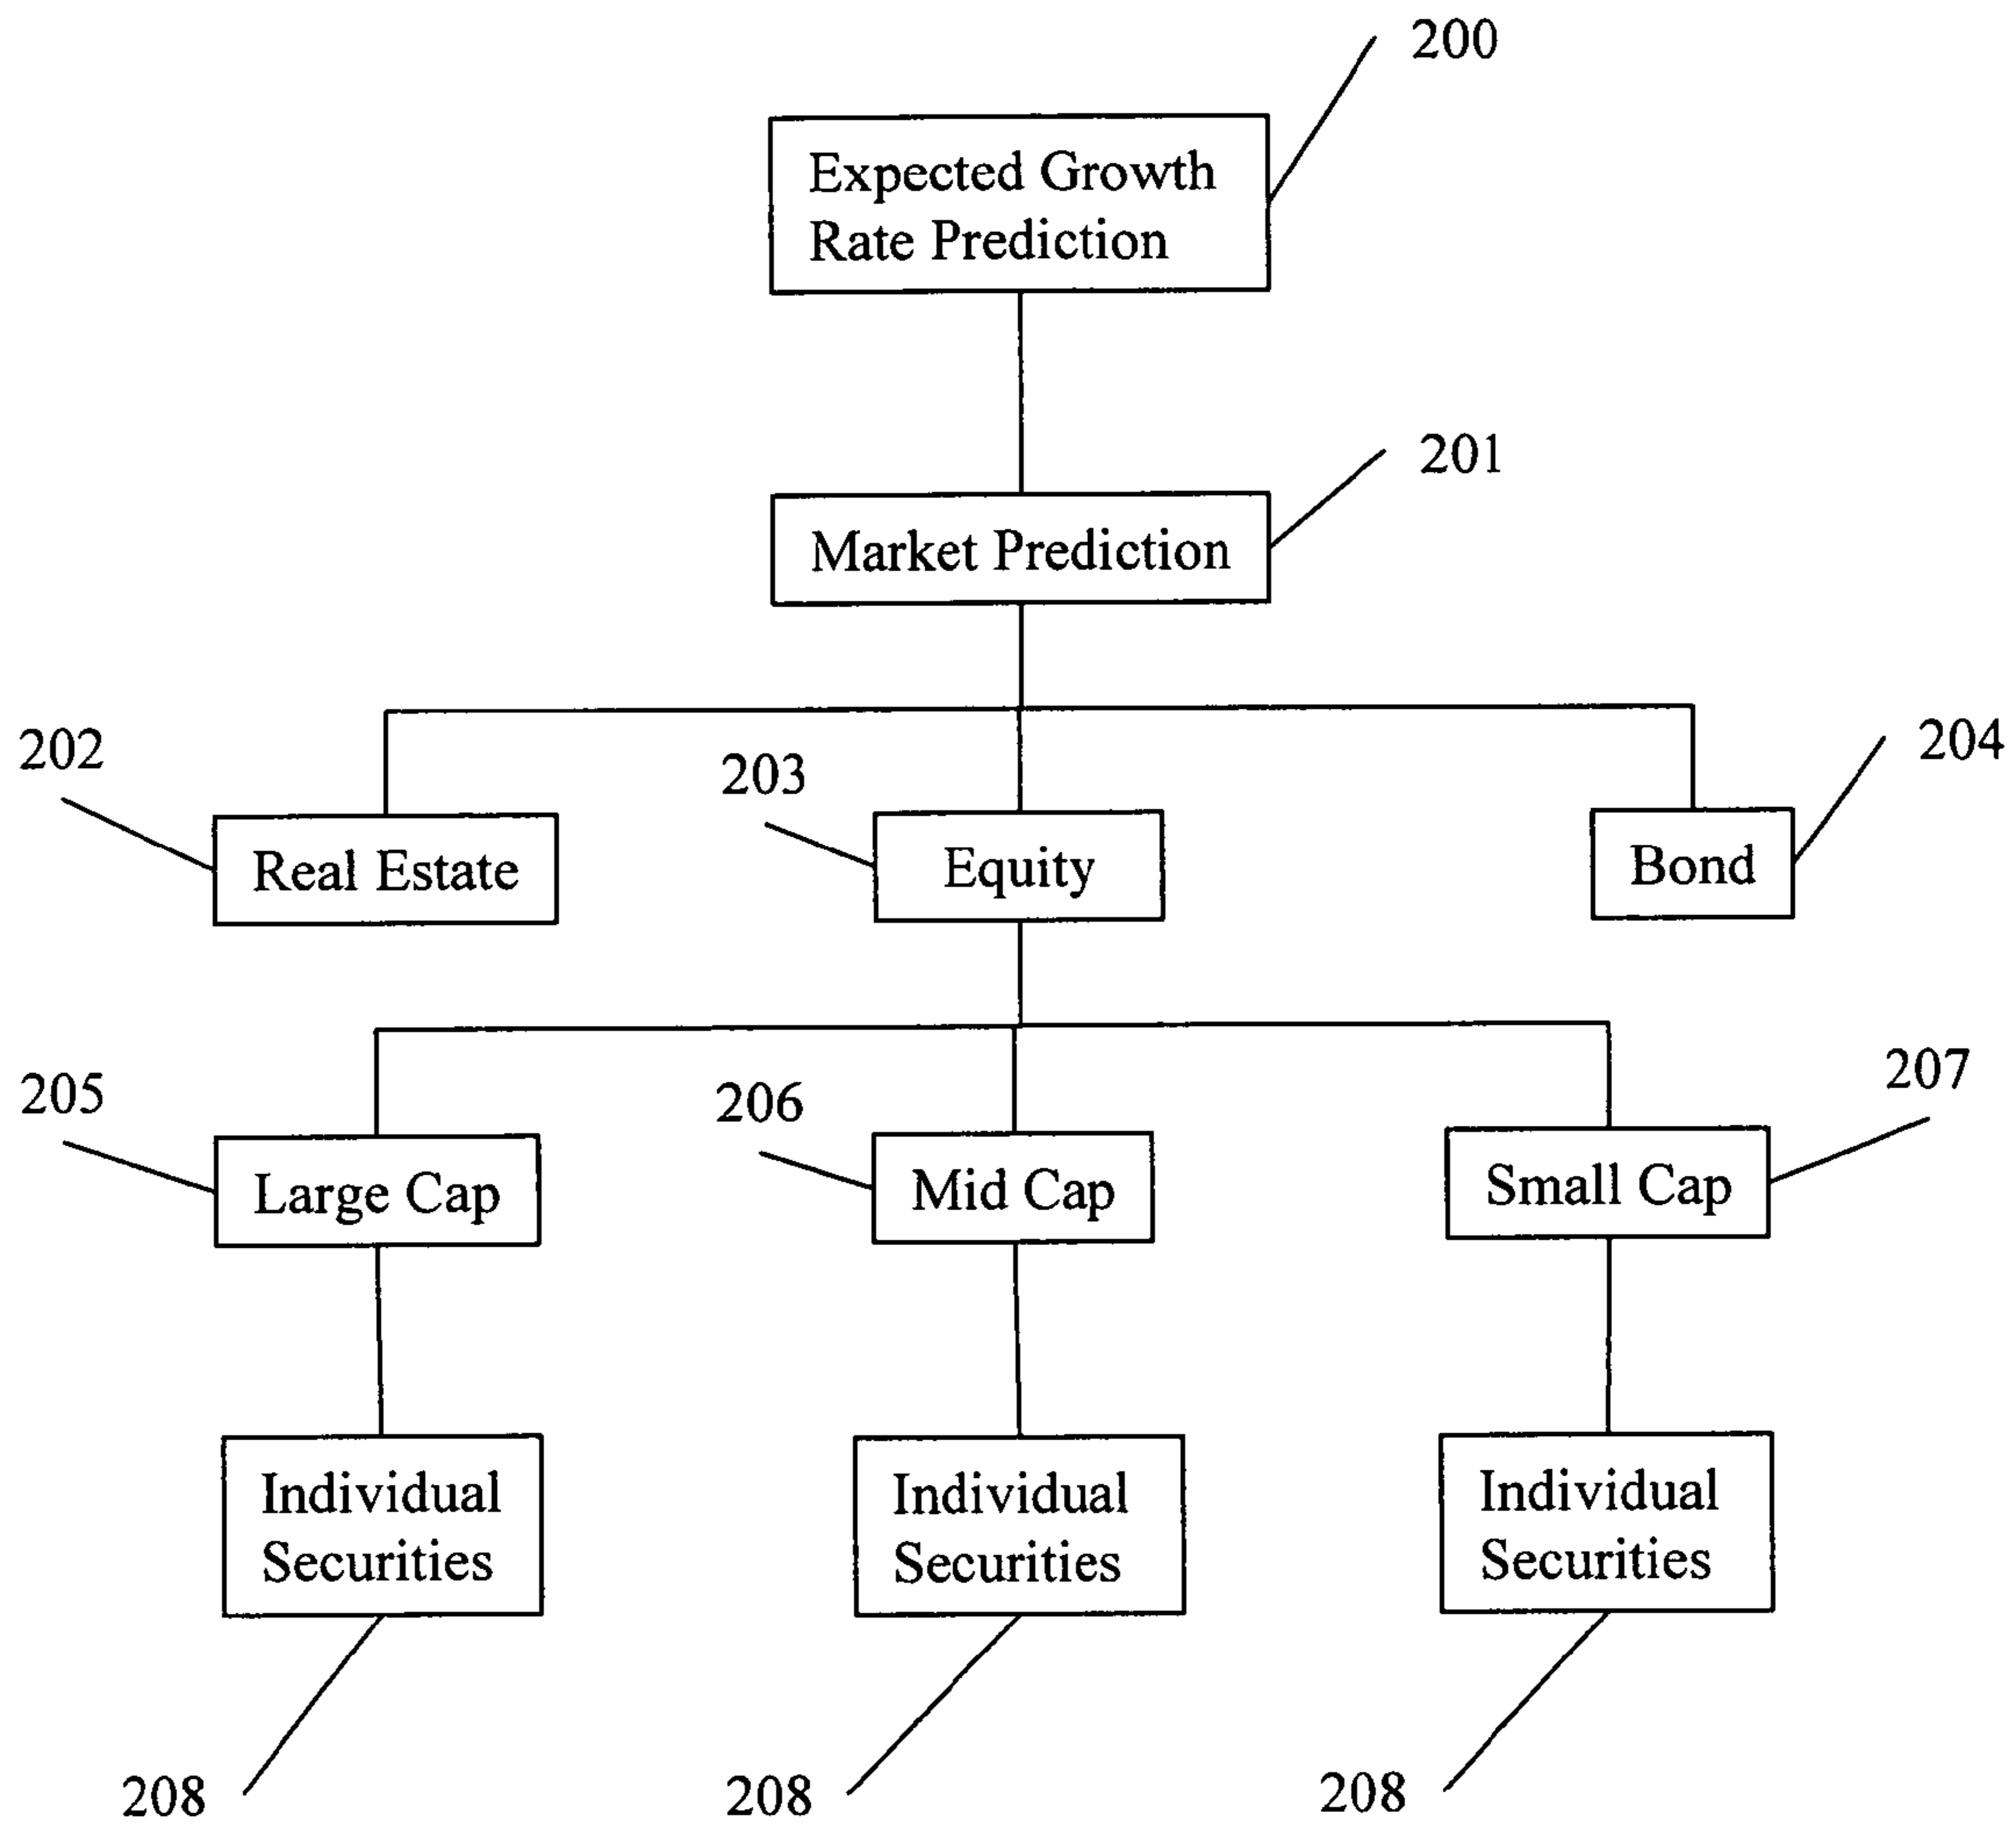 200
Expected Growth
Rate Prediction
201
Market Prediction
202
203
204
Real Estate
Equity
Bond
205
206
207
Large Cap
Mid Cap
Small Cap
Individual
Securities
Individual
Securities
Individual
Securities
208
208
208